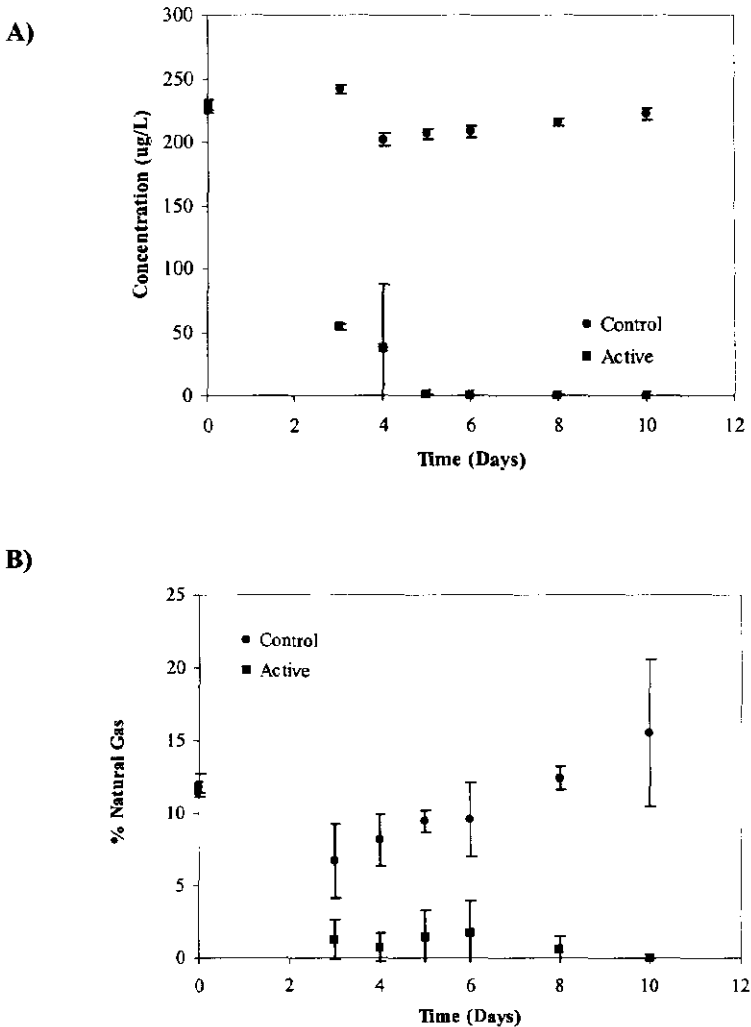 A)
300
250
200
150
100
50
0
Concentration (ug/L)
Control
Active
0 2 4 6 8 10 12
Time (Days)
B)
25
20
15
10
5
0
% Natural Gas
Control
Active
0 2 4 6 8 10 12
Time (Days)